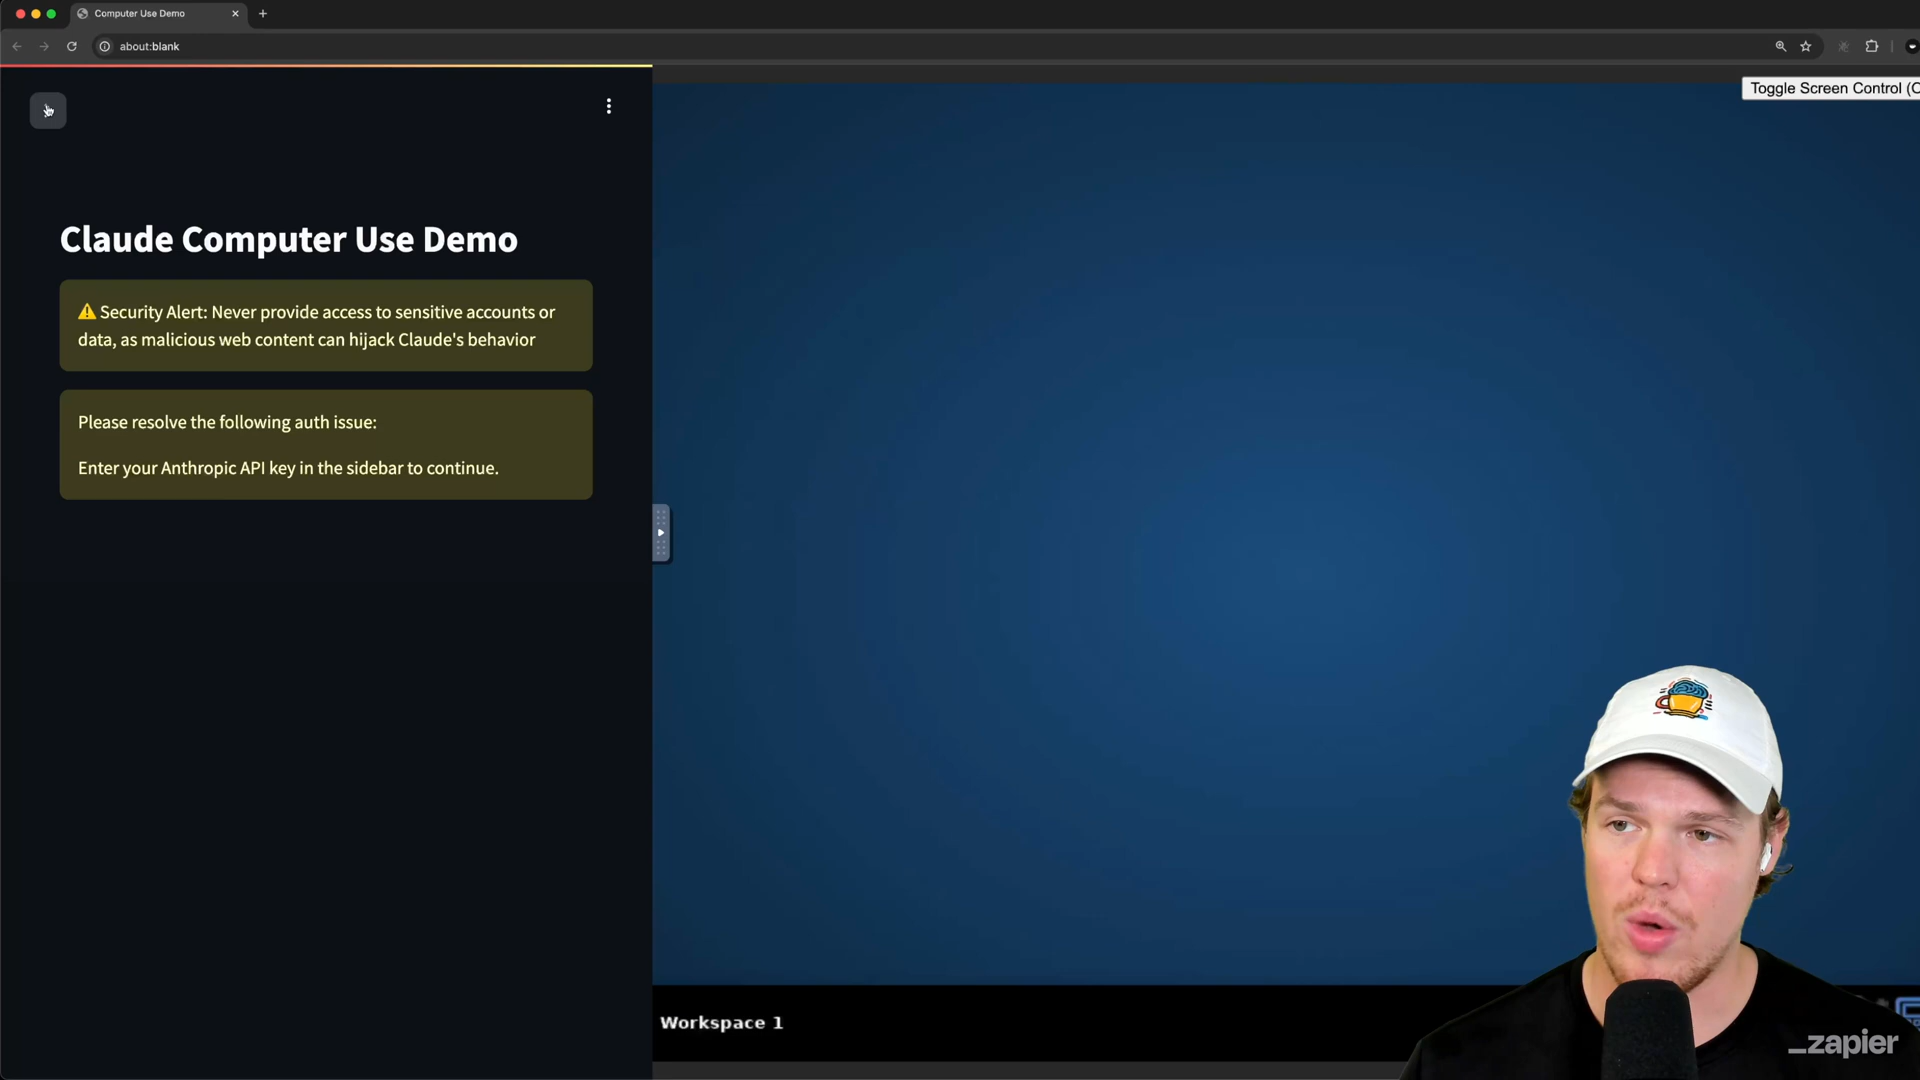 Computer Use Demo
about:blank
Toggle Screen Control (
Claude Computer Use Demo
Security Alert: Never provide access to sensitive accounts or
data, as malicious web content can hijack Claude's behavior
Please resolve the following auth issue:
Enter your Anthropic API key in the sidebar to continue.
Workspace 1
_zapier